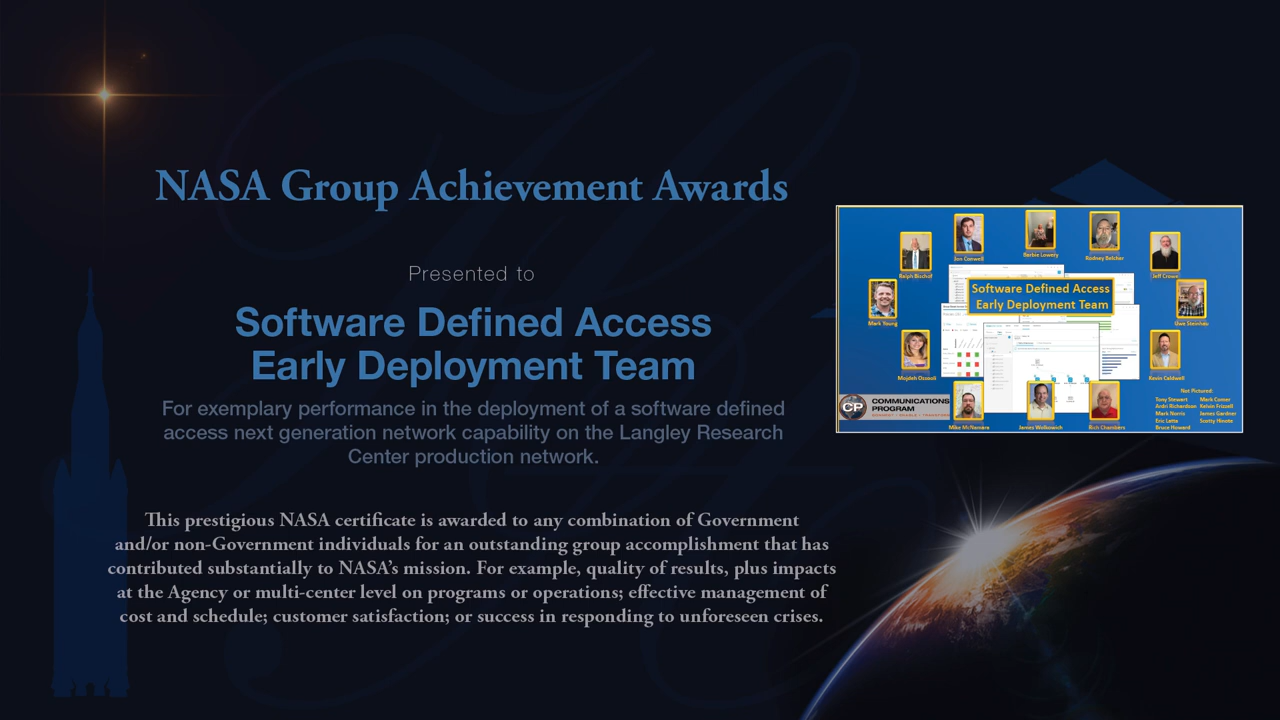 NASA Group Achievement Awards
Presented to
Software Defined Access
Early Deployment Team
For exemplary performance in the deployment of a software defined
access next generation network capability on the Langley Research
Center production network.
This prestigious NASA certificate is awarded to any combination of Government
and/or non-Government individuals for an outstanding group accomplishment that has
contributed substantially to NASA's mission. For example, quality of results, plus impacts
at the Agency or multi-center level on programs or operations; effective management of
cost and schedule; customer satisfaction; or success in responding to unforeseen crises.
Software Defined Access
Early Deployment Team
Jon Conwell
Barbie Lowery
Rodney Belcher
Ralph Bischof
Jeff Crowe
Mark Young
Uwe Steinhau
Mojdeh Ossouli
Kevin Caldwell
CP
COMMUNICATIONS
PROGRAM
Mike McNamera
James Walkowich
Rich Chambers
Not Pictured:
Tony Stewart Mark Comer
Ardri Richardson Kelvin Frizzell
Mark Norris James Gardner
Eric Latta Scotty Hinote
Bruce Howard